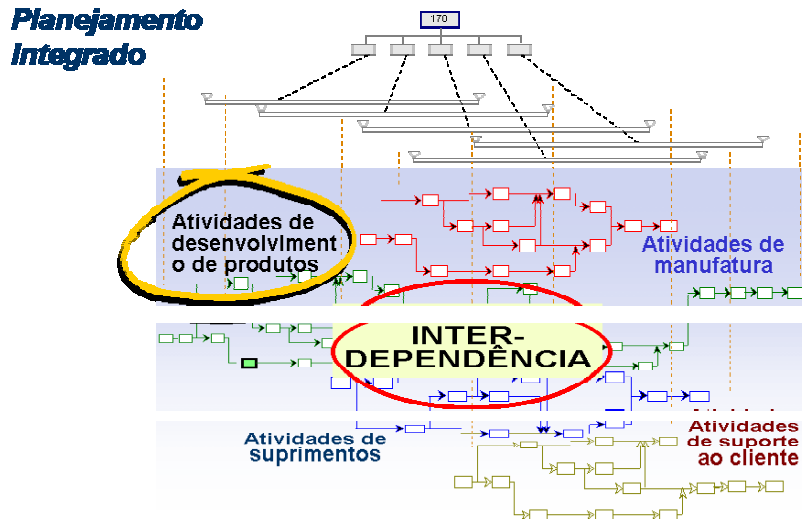 Planejamento
Integrado
170
Atividades de
desenvolviment
o de produtos
Atividades de
manufatura
INTER-
DEPENDÊNCIA
Atividades de
suprimentos
Atividades
de suporte
ao cliente